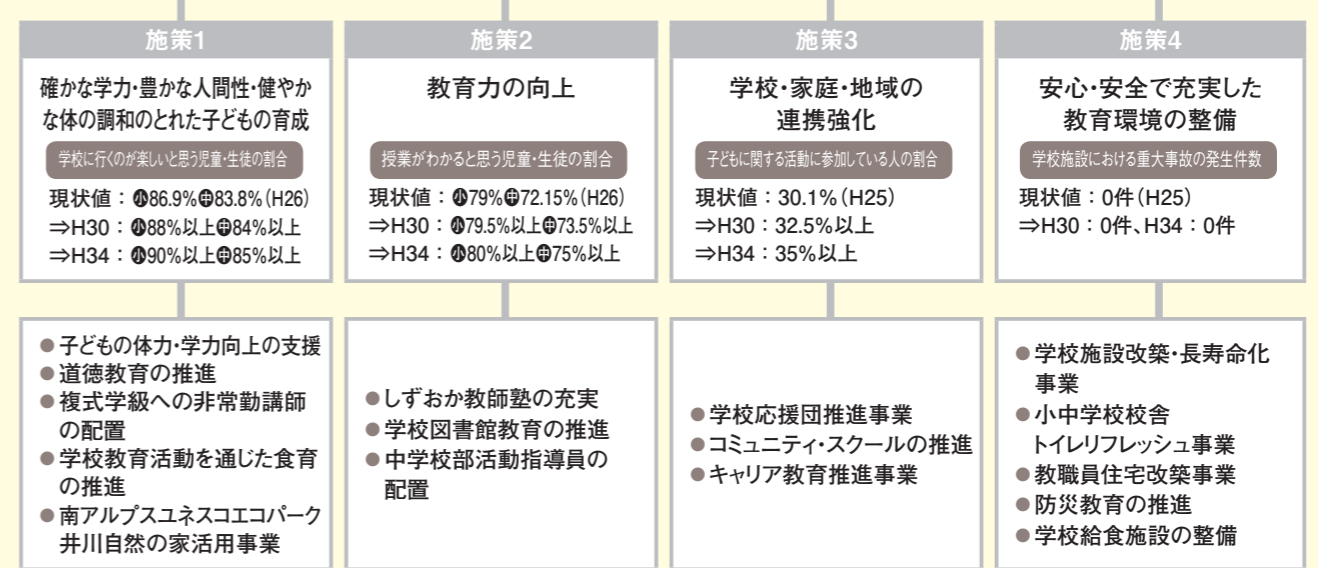 施策1
確かな学力・豊かな人間性・健やか
な体の調和のとれた子どもの育成
学校に行くのが楽しいと思う児童・生徒の割合
現状値：小86.9%中83.8%（H26）
⇒H30：小88%以上中84%以上
⇒H34：小90%以上中85%以上
●子どもの体力・学力向上の支援
●道徳教育の推進
●複式学級への非常勤講師
の配置
●学校教育活動を通じた食育
の推進
●南アルプスユネスコエコパーク
井川自然の家活用事業
施策2
教育力の向上
授業がわかると思う児童・生徒の割合
現状値：小79%中72.15%（H26）
⇒H30：小79.5%以上中73.5%以上
⇒H34：小80%以上中75%以上
●しずおか教師塾の充実
●学校図書館教育の推進
●中学校部活動指導員の
配置
施策3
学校・家庭・地域の
連携強化
子どもに関する活動に参加している人の割合
現状値：30.1%（H25）
⇒H30：32.5%以上
⇒H34：35%以上
●学校応援団推進事業
●コミュニティ・スクールの推進
●キャリア教育推進事業
施策4
安心・安全で充実した
教育環境の整備
学校施設における重大事故の発生件数
現状値：0件（H25）
⇒H30：0件、H34：0件
●学校施設改築・長寿命化
事業
●小中学校校舎
トイレリフレッシュ事業
●教職員住宅改築事業
●防災教育の推進
●学校給食施設の整備